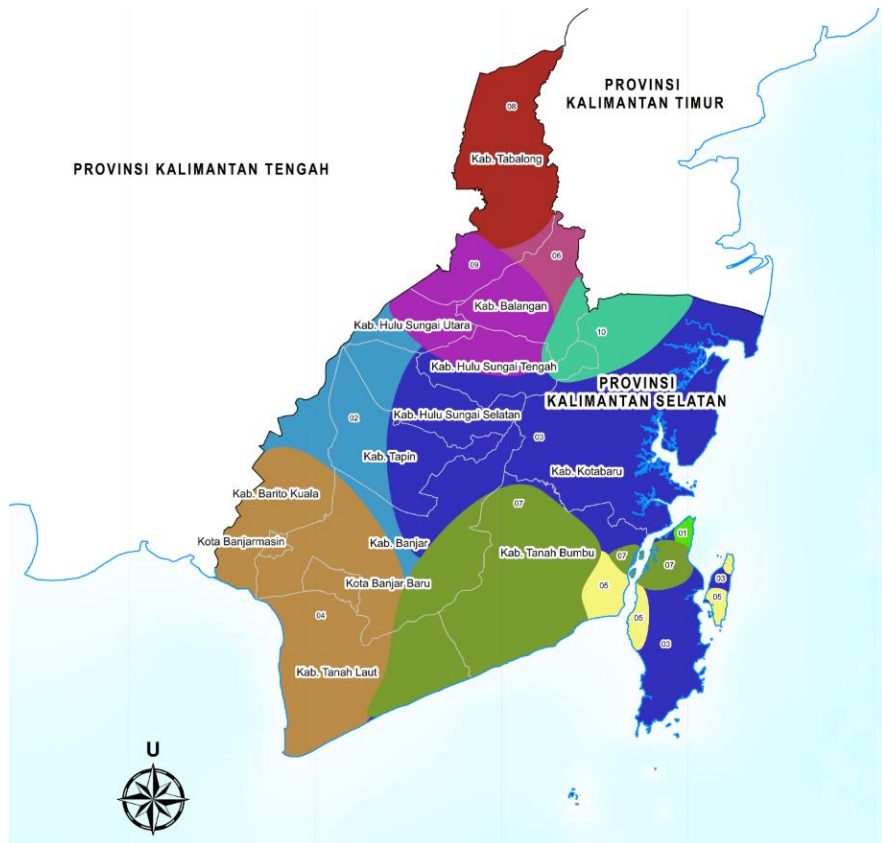 PROVINSI
KALIMANTAN TIMUR
08
Kab. Tabalong
PROVINSI KALIMANTAN TENGAH
06
09
Kab. Balangan
Kab. Hulu Sungai Utara
10
Kab. Hulu Sungai Tengah
PROVINSI
KALIMANTAN SELATAN
02
Kab. Hulu Sungai Selatan
03
Kab. Tapin
Kab. Kotabaru
Kab. Barito Kuala
07
01
Kota Banjarmasin
Kab. Banjar
Kab. Tanah Bumbu
07
07
Kota Banjar Baru
03
05
05
04
05
03
Kab. Tanah Laut
U